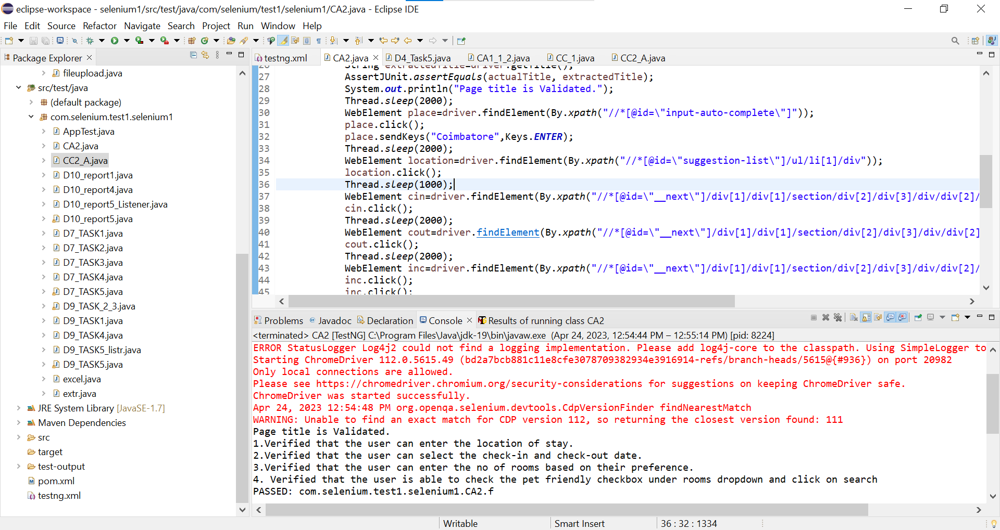 eclipse-workspace - selenium1/src/test/java/com/selenium/test1/selenium1/CA2.java - Eclipse IDE
File Edit Source Refactor Navigate Search Project Run Window Help
Package Explorer
fileupload.java
src/test/java
(default package)
com.selenium.test1.selenium1
AppTest.java
CA2.java
CC2_A.java
D10_report1.java
D10_report4.java
D10_report5_Listener.java
D10_report5.java
D7_TASK1.java
D7_TASK2.java
D7_TASK3.java
D7_TASK4.java
D7_TASK5.java
D9_TASK_2_3.java
D9_TASK1.java
D9_TASK4.java
D9_TASK5_listr.java
D9_TASK5.java
excel.java
extr.java
JRE System Library [JavaSE-1.7]
Maven Dependencies
src
target
test-output
pom.xml
testng.xml
testng.xml CA2.java D4_Task5.java CA1_1_2.java CC_1.java CC2_A.java
26 String extractedTitle=driver.getTitle();
27 AssertJUnit.assertEquals(actualTitle, extractedTitle);
28 System.out.println("Page title is Validated.");
29 Thread.sleep(2000);
30 WebElement place=driver.findElement(By.xpath("//*[@id=\"input-auto-complete\"]"));
31 place.click();
32 place.sendKeys("Coimbatore",Keys.ENTER);
33 Thread.sleep(2000);
34 WebElement location=driver.findElement(By.xpath("//*[@id=\"suggestion-list\"]/ul/li[1]/div"));
35 location.click();
36 Thread.sleep(1000);
37 WebElement cin=driver.findElement(By.xpath("//*[@id=\"__next\"]/div[1]/div[1]/section/div[2]/div[3]/div/div[2]/
38 cin.click();
39 Thread.sleep(2000);
40 WebElement cout=driver.findElement(By.xpath("//*[@id=\"__next\"]/div[1]/div[1]/section/div[2]/div[3]/div/div[2]
41 cout.click();
42 Thread.sleep(2000);
43 WebElement inc=driver.findElement(By.xpath("//*[@id=\"__next\"]/div[1]/div[1]/section/div[2]/div[3]/div/div[2]/
44 inc.click();
45 inc.click();
Problems Javadoc Declaration Console Results of running class CA2
<terminated> CA2 [TestNG] C:\Program Files\Java\jdk-19\bin\javaw.exe (Apr 24, 2023, 12:54:44 PM – 12:55:14 PM) [pid: 8224]
ERROR StatusLogger Log4j2 could not find a logging implementation. Please add log4j-core to the classpath. Using SimpleLogger to
Starting ChromeDriver 112.0.5615.49 (bd2a7bcb881c11e8cfe3078709382934e3916914-refs/branch-heads/5615@{#936}) on port 20982
Only local connections are allowed.
Please see https://chromedriver.chromium.org/security-considerations for suggestions on keeping ChromeDriver safe.
ChromeDriver was started successfully.
Apr 24, 2023 12:54:48 PM org.openqa.selenium.devtools.CdpVersionFinder findNearestMatch
WARNING: Unable to find an exact match for CDP version 112, so returning the closest version found: 111
Page title is Validated.
1.Verified that the user can enter the location of stay.
2.Verified that the user can select the check-in and check-out date.
3.Verified that the user can enter the no of rooms based on their preference.
4. Verified that the user is able to check the pet friendly checkbox under rooms dropdown and click on search
PASSED: com.selenium.test1.selenium1.CA2.f
Writable Smart Insert 36 : 32 : 1334